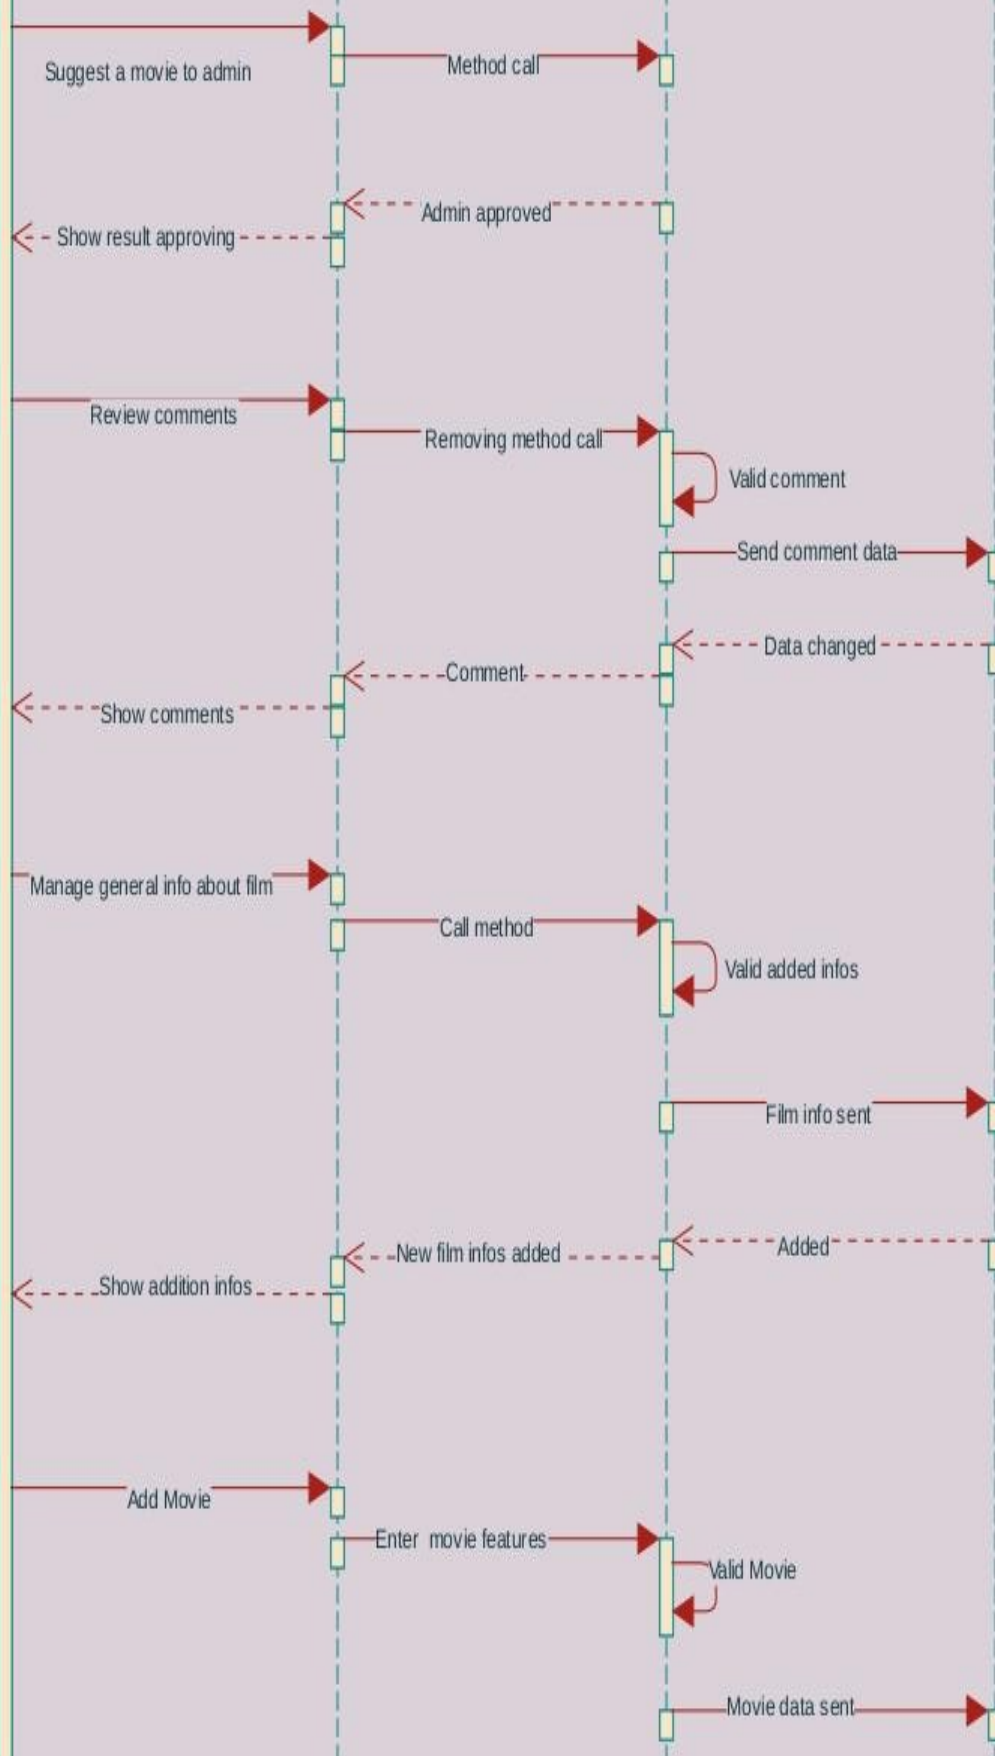 Suggest a movie to admin
Method call
Admin approved
Show result approving
Review comments
Removing method call
Valid comment
Send comment data
Data changed
Comment
Show comments
Manage general info about film
Call method
Valid added infos
Film info sent
Added
New film infos added
Show addition infos
Add Movie
Enter movie features
Valid Movie
Movie data sent